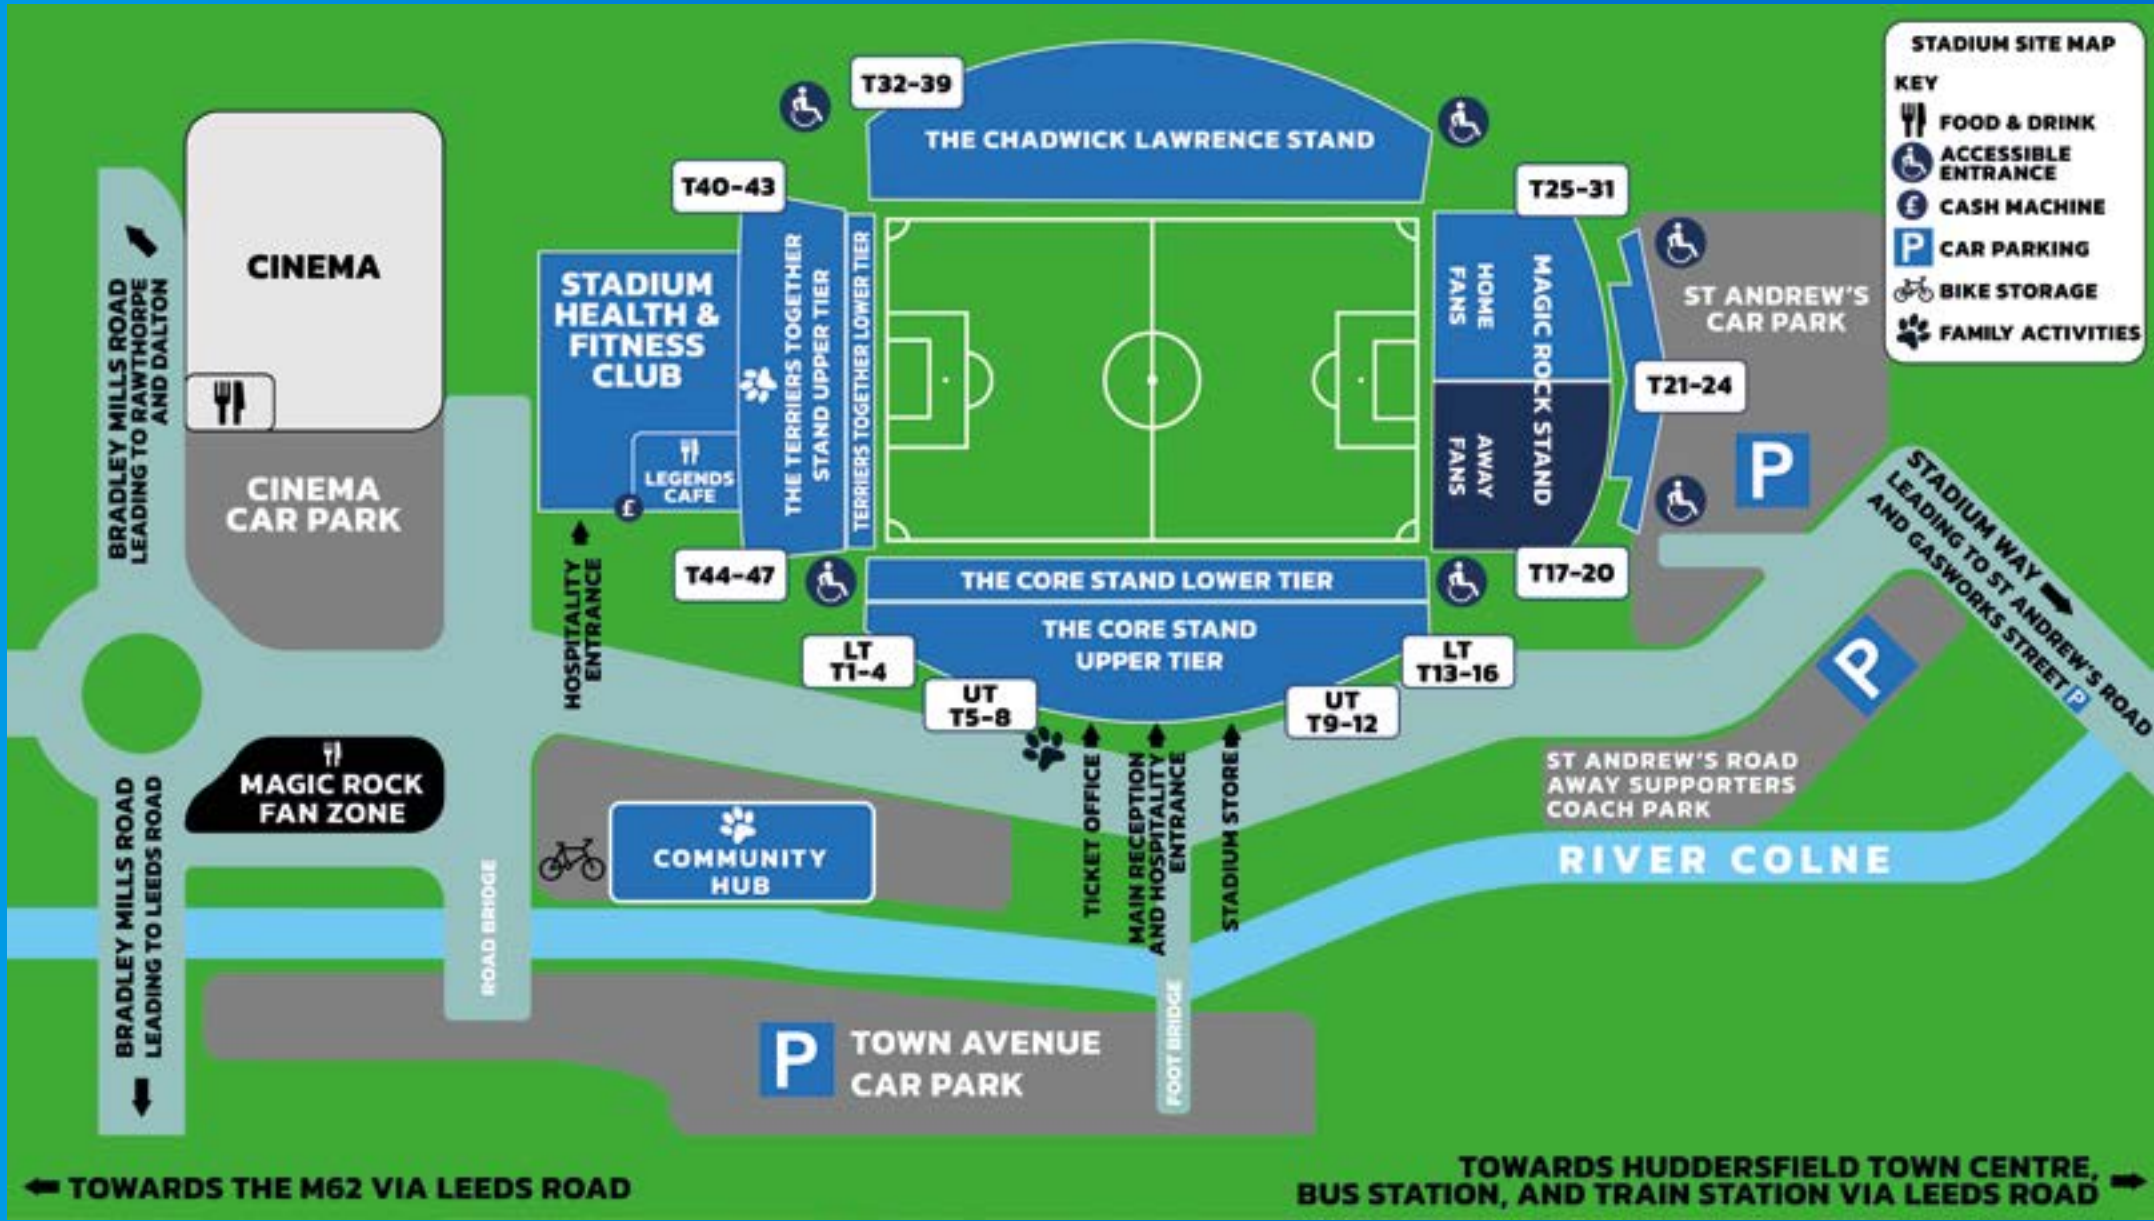 STADIUM SITE MAP
KEY
FOOD & DRINK
ACCESSIBLE
ENTRANCE
£ CASH MACHINE
P CAR PARKING
BIKE STORAGE
FAMILY ACTIVITIES
T32-39
THE CHADWICK LAWRENCE STAND
T40-43
T25-31
CINEMA
BRADLEY MILLS ROAD
LEADING TO RAWTHORPE
AND DALTON
CINEMA
CAR PARK
STADIUM
HEALTH &
FITNESS
CLUB
LEGENDS
CAFE
£
THE TERRIERS TOGETHER
STAND UPPER TIER
TERRIERS TOGETHER LOWER TIER
HOME
FANS
AWAY
FANS
MAGIC ROCK STAND
ST ANDREW'S
CAR PARK
T21-24
P
STADIUM WAY
LEADING TO ST ANDREW'S ROAD
AND GASWORKS STREET P
T44-47
HOSPITALITY
ENTRANCE
THE CORE STAND LOWER TIER
THE CORE STAND
UPPER TIER
T17-20
LT
T1-4
UT
T5-8
UT
T9-12
LT
T13-16
P
MAGIC ROCK
FAN ZONE
BRADLEY MILLS ROAD
LEADING TO LEEDS ROAD
ROAD BRIDGE
COMMUNITY
HUB
TICKET OFFICE
MAIN RECEPTION
AND HOSPITALITY
ENTRANCE
STADIUM STORE
ST ANDREW'S ROAD
AWAY SUPPORTERS
COACH PARK
RIVER COLNE
P
TOWN AVENUE
CAR PARK
FOOT BRIDGE
TOWARDS THE M62 VIA LEEDS ROAD
TOWARDS HUDDERSFIELD TOWN CENTRE,
BUS STATION, AND TRAIN STATION VIA LEEDS ROAD